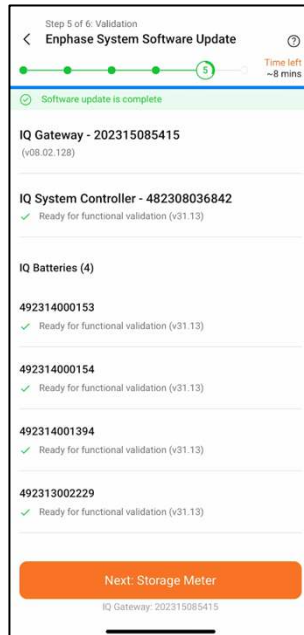 Step 5 of 6: Validation
Enphase System Software Update
5
Time left
~8 mins
Software update is complete
IQ Gateway - 202315085415
(v08.02.128)
IQ System Controller - 482308036842
Ready for functional validation (v31.13)
IQ Batteries (4)
492314000153
Ready for functional validation (v31.13)
492314000154
Ready for functional validation (v31.13)
492314001394
Ready for functional validation (v31.13)
492313002229
Ready for functional validation (v31.13)
Next: Storage Meter
IQ Gateway: 202315085415